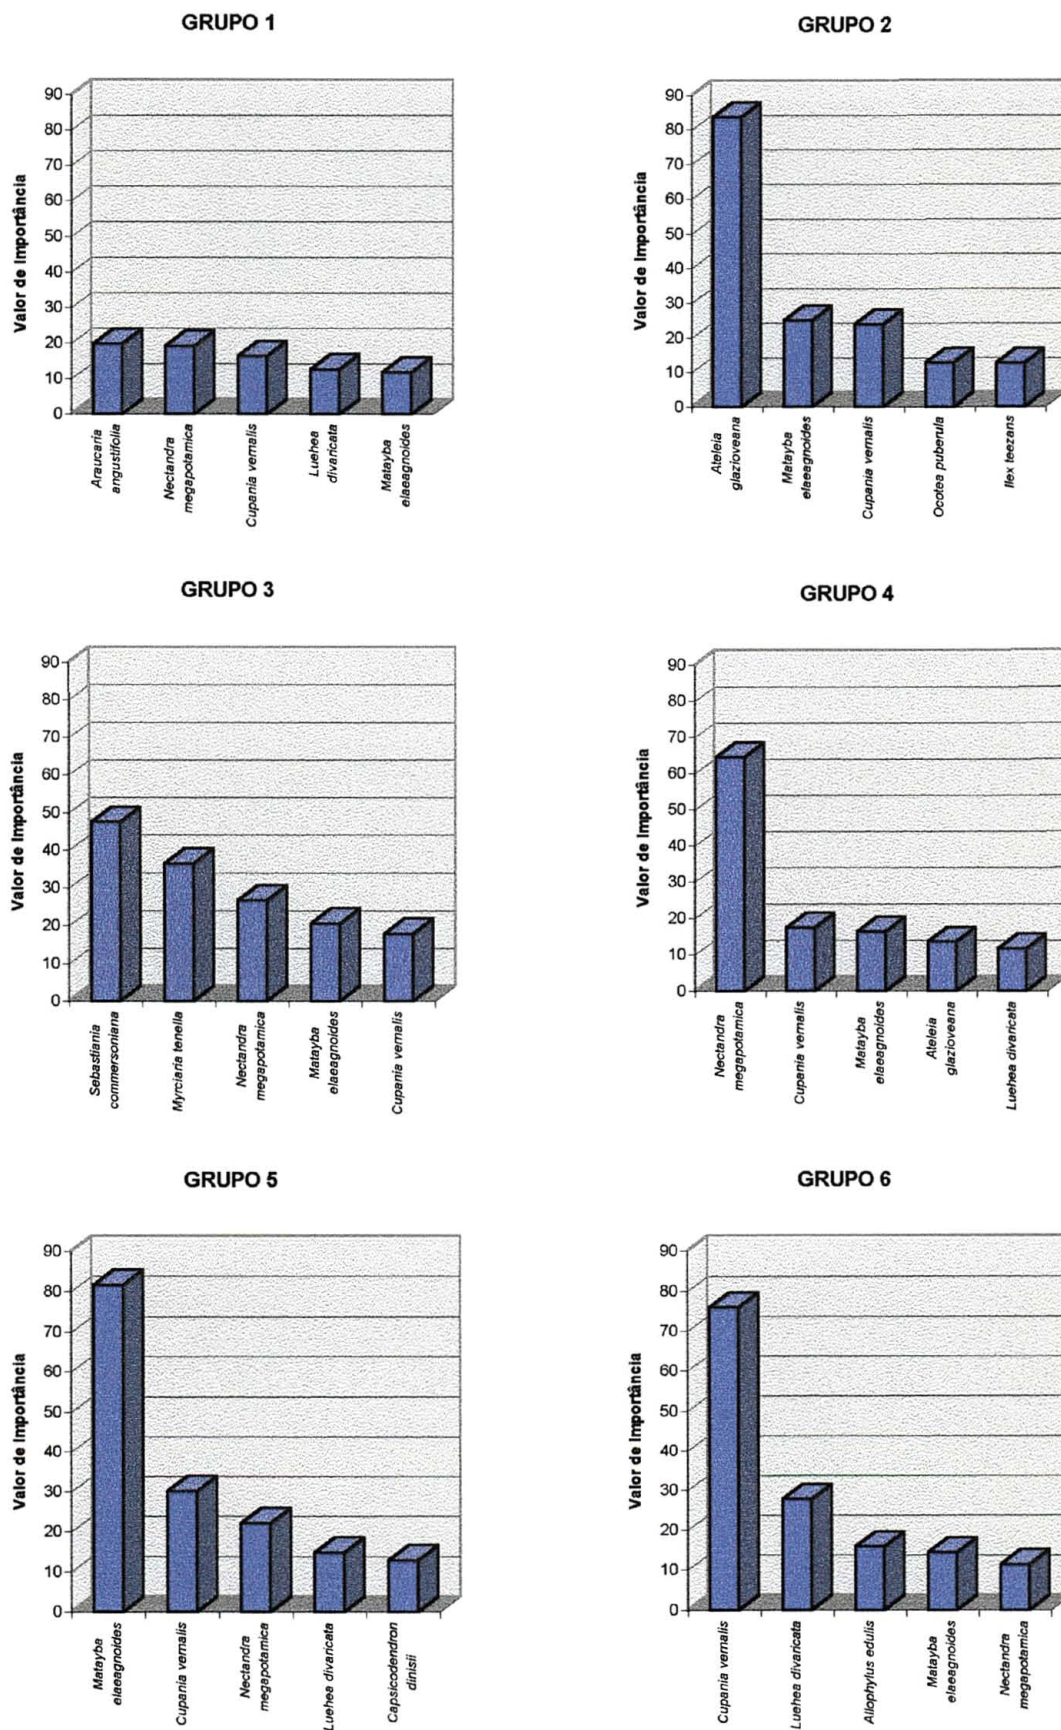 GRUPO 1
Valor de Importância
90
80
70
60
50
40
30
20
10
0
Araucaria
angustifolia
Nectandra
megapotamica
Cupania vernalis
Luehea
divaricata
Matayba
elaeagnoides
GRUPO 2
Valor de Importância
90
80
70
60
50
40
30
20
10
0
Ateleia
glazioveana
Matayba
elaeagnoides
Cupania vernalis
Ocotea puberula
Ilex teezans
GRUPO 3
Valor de Importância
90
80
70
60
50
40
30
20
10
0
Sebastiania
commersoniana
Myrciaria tenella
Nectandra
megapotamica
Matayba
elaeagnoides
Cupania vernalis
GRUPO 4
Valor de Importância
90
80
70
60
50
40
30
20
10
0
Nectandra
megapotamica
Cupania vernalis
Matayba
elaeagnoides
Ateleia
glazioveana
Luehea divaricata
GRUPO 5
Valor de Importância
90
80
70
60
50
40
30
20
10
0
Matayba
elaeagnoides
Cupania vernalis
Nectandra
megapotamica
Luehea divaricata
Capsicodendron
dinisii
GRUPO 6
Valor de Importância
90
80
70
60
50
40
30
20
10
0
Cupania vernalis
Luehea divaricata
Allophylus edulis
Matayba
elaeagnoides
Nectandra
megapotamica